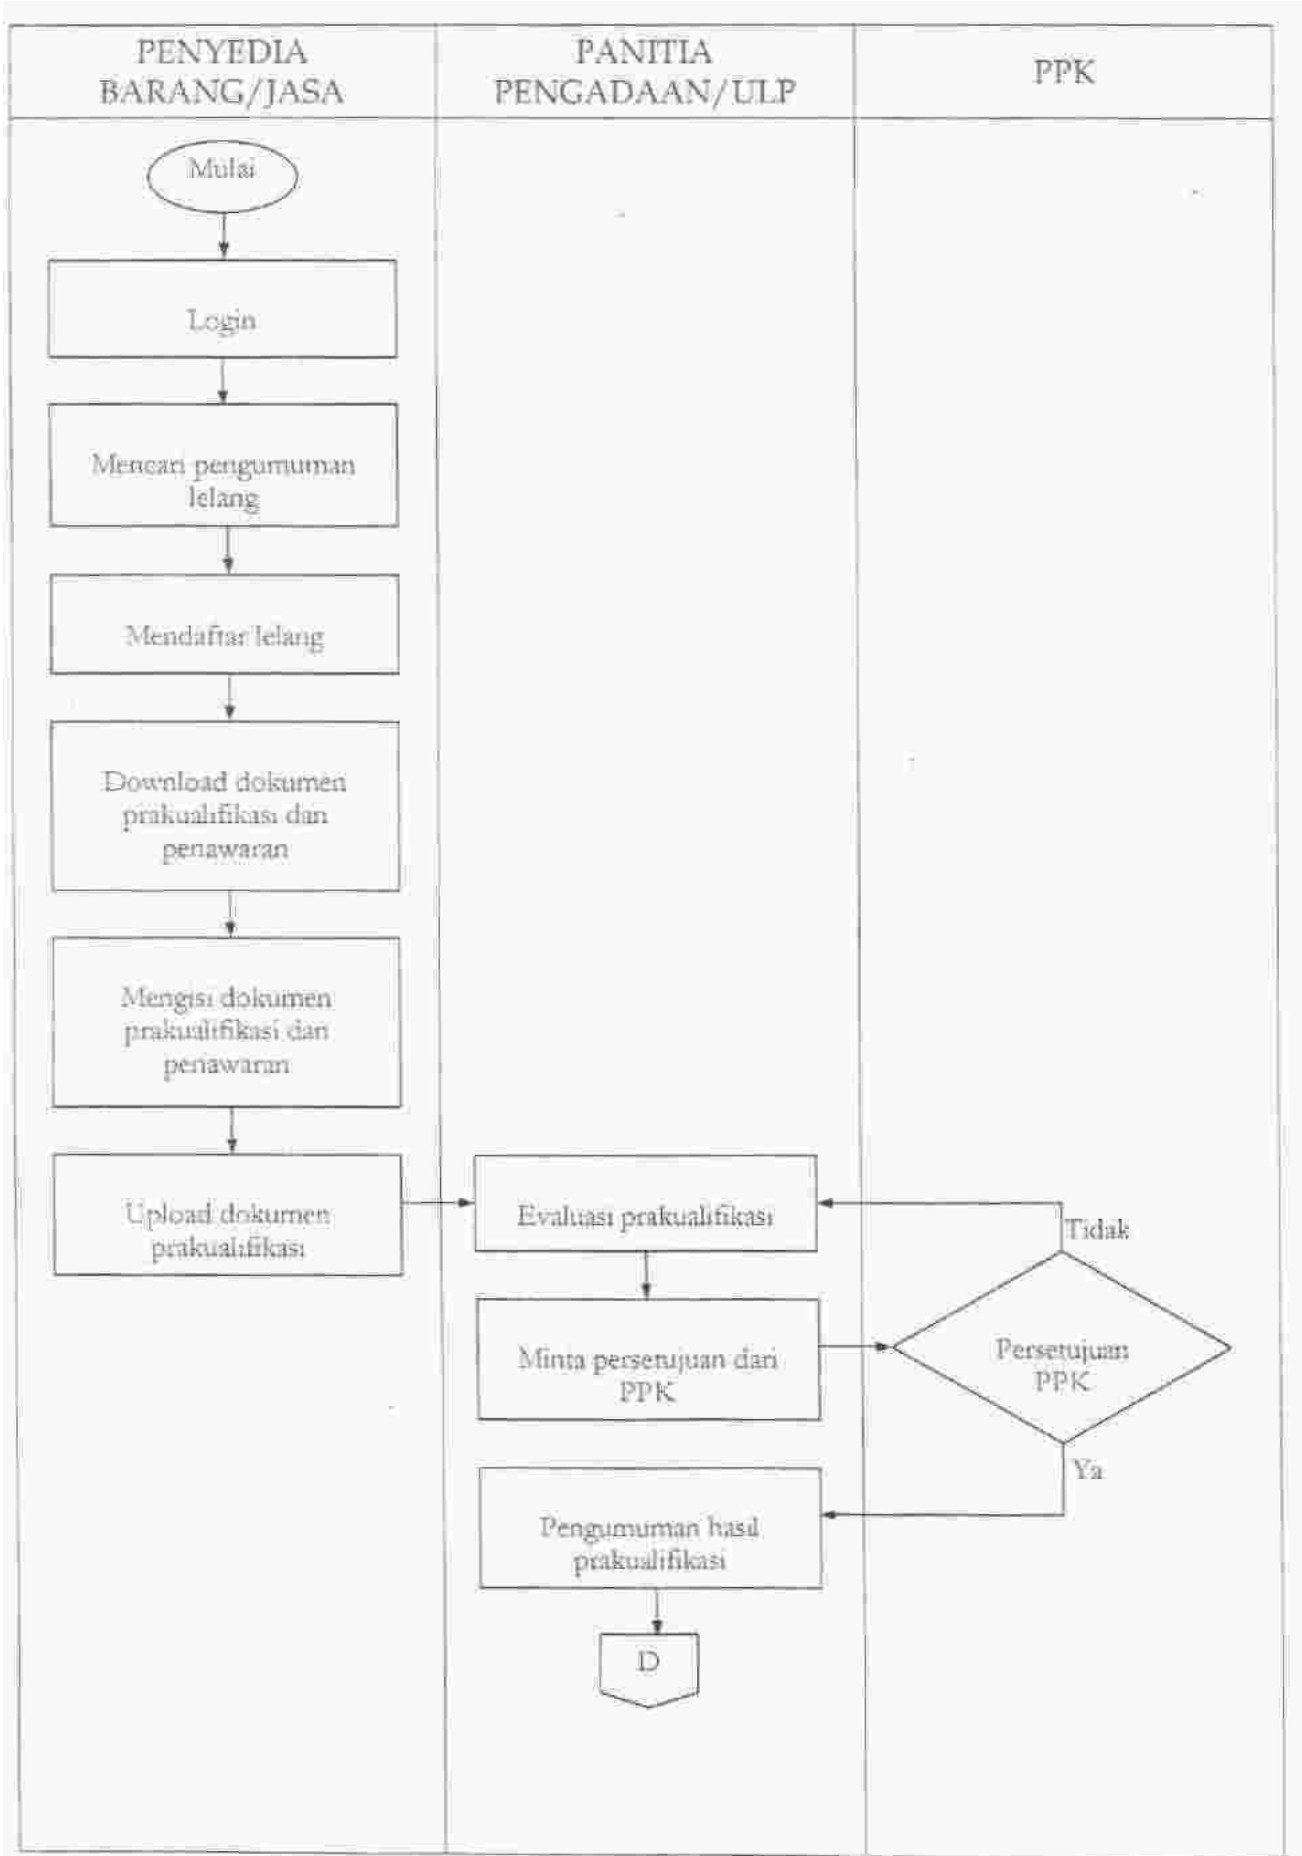 PENYEDIA
BARANG/JASA
PANITIA
PENGADAAN/ULP
PPK
Mulai
Login
Mencari pengumuman
lelang
Mendaftar lelang
Download dokumen
prakualifikasi dan
penawaran
Mengisi dokumen
prakualifikasi dan
penawaran
Upload dokumen
prakualifikasi
Evaluasi prakualifikasi
Tidak
Minta persetujuan dari
PPK
Persetujuan
PPK
Ya
Pengumuman hasil
prakualifikasi
D